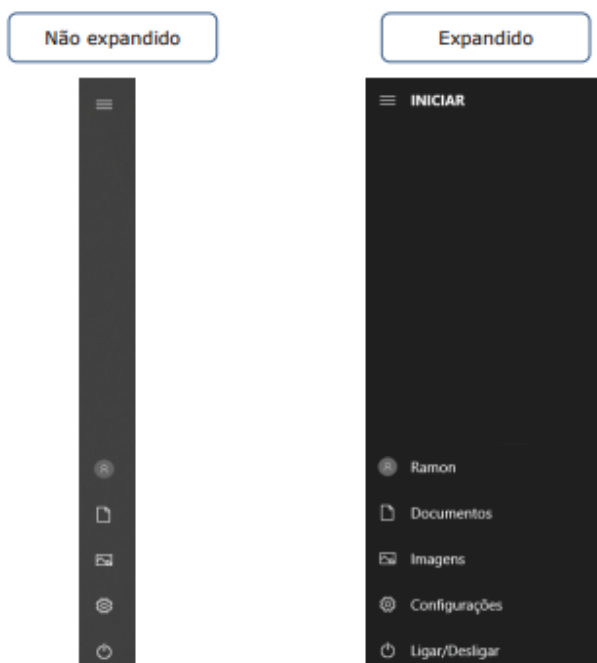 Não expandido
Expandido
INICIAR
Ramon
Documentos
Imagens
Configurações
Ligar/Desligar